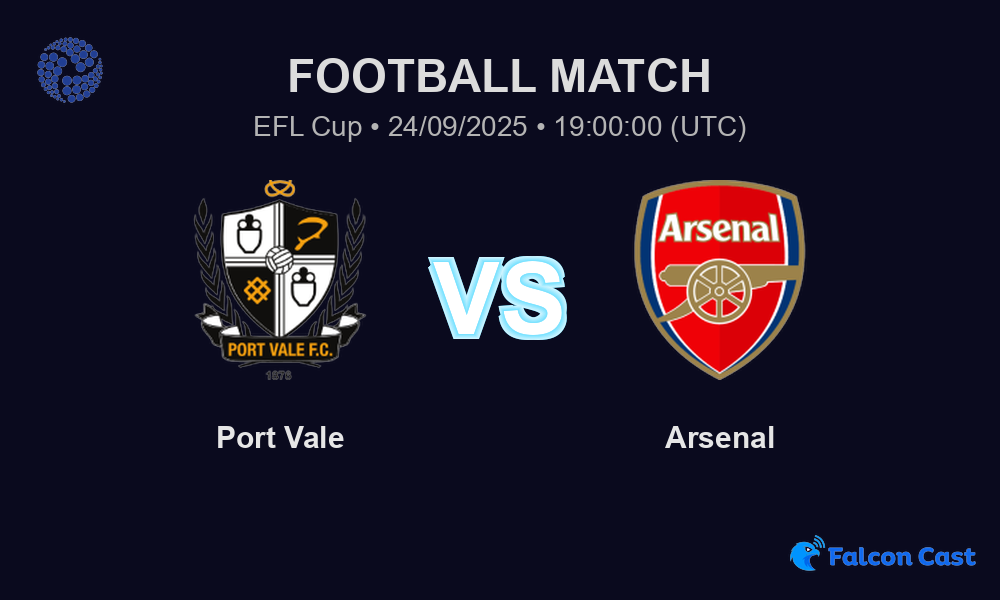 FOOTBALL MATCH
EFL Cup • 24/09/2025 • 19:00:00 (UTC)
Arsenal
VS
PORT VALE F.C.
1876
Port Vale
Arsenal
Falcon Cast